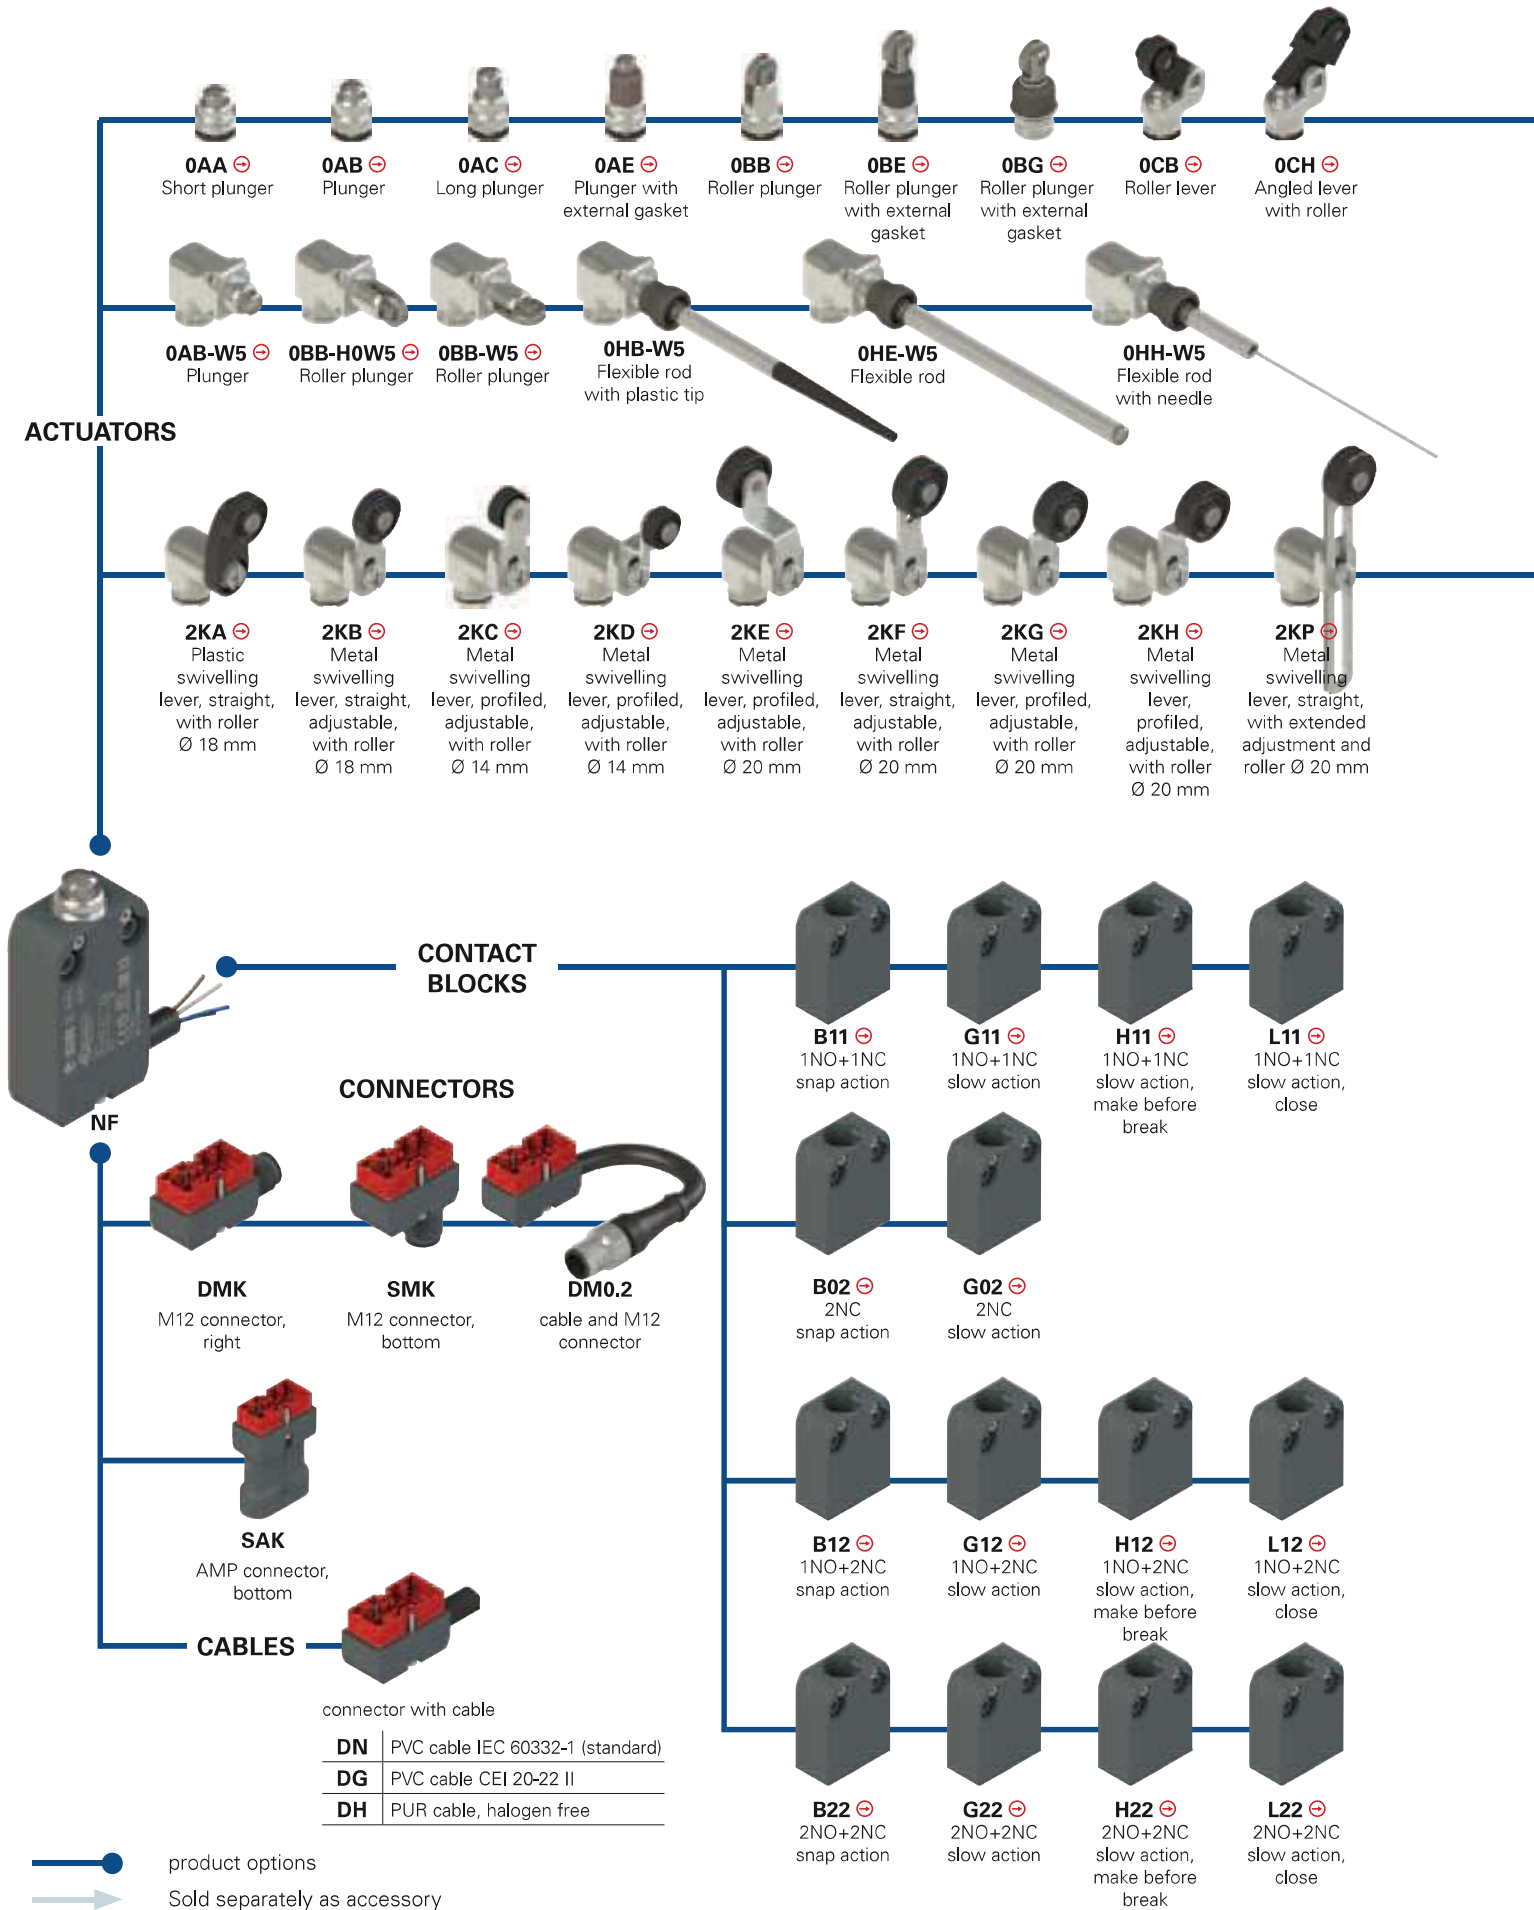 0AA
Short plunger
0AB
Plunger
0AC
Long plunger
0AE
Plunger with
external gasket
0BB
Roller plunger
0BE
Roller plunger
with external
gasket
0BG
Roller plunger
with external
gasket
0CB
Roller lever
0CH
Angled lever
with roller
0AB-W5
Plunger
0BB-H0W5
Roller plunger
0BB-W5
Roller plunger
0HB-W5
Flexible rod
with plastic tip
0HE-W5
Flexible rod
0HH-W5
Flexible rod
with needle
ACTUATORS
2KA
Plastic
swivelling
lever, straight,
with roller
Ø 18 mm
2KB
Metal
swivelling
lever, straight,
adjustable,
with roller
Ø 18 mm
2KC
Metal
swivelling
lever, profiled,
adjustable,
with roller
Ø 14 mm
2KD
Metal
swivelling
lever, profiled,
adjustable,
with roller
Ø 14 mm
2KE
Metal
swivelling
lever, profiled,
adjustable,
with roller
Ø 20 mm
2KF
Metal
swivelling
lever, straight,
adjustable,
with roller
Ø 20 mm
2KG
Metal
swivelling
lever, profiled,
adjustable,
with roller
Ø 20 mm
2KH
Metal
swivelling
lever,
profiled,
adjustable,
with roller
Ø 20 mm
2KP
Metal
swivelling
lever, straight,
with extended
adjustment and
roller Ø 20 mm
NF
CONTACT
BLOCKS
B11
1NO+1NC
snap action
G11
1NO+1NC
slow action
H11
1NO+1NC
slow action,
make before
break
L11
1NO+1NC
slow action,
close
B02
2NC
snap action
G02
2NC
slow action
B12
1NO+2NC
snap action
G12
1NO+2NC
slow action
H12
1NO+2NC
slow action,
make before
break
L12
1NO+2NC
slow action,
close
B22
2NO+2NC
snap action
G22
2NO+2NC
slow action
H22
2NO+2NC
slow action,
make before
break
L22
2NO+2NC
slow action,
close
CONNECTORS
DMK
M12 connector,
right
SMK
M12 connector,
bottom
DM0.2
cable and M12
connector
SAK
AMP connector,
bottom
CABLES
connector with cable
DN PVC cable IEC 60332-1 (standard)
DG PVC cable CEI 20-22 II
DH PUR cable, halogen free
product options
Sold separately as accessory